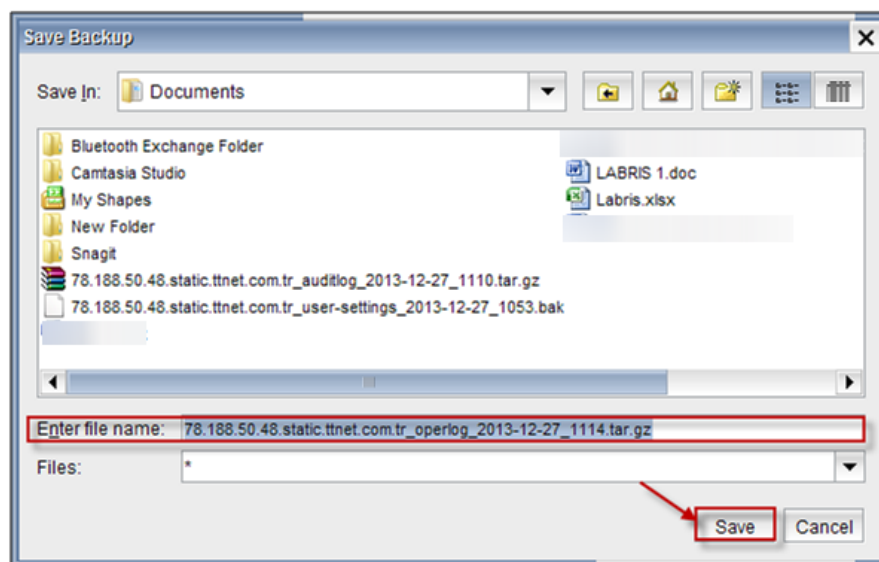 Save Backup
Save In: Documents
Bluetooth Exchange Folder
Camtasia Studio
My Shapes
New Folder
Snagit
78.188.50.48.static.ttnet.com.tr_auditlog_2013-12-27_1110.tar.gz
78.188.50.48.static.ttnet.com.tr_user-settings_2013-12-27_1053.bak
LABRIS 1.doc
Labris.xlsx
Enter file name: 78.188.50.48.static.ttnet.com.tr_operlog_2013-12-27_1114.tar.gz
Files: *
Save Cancel